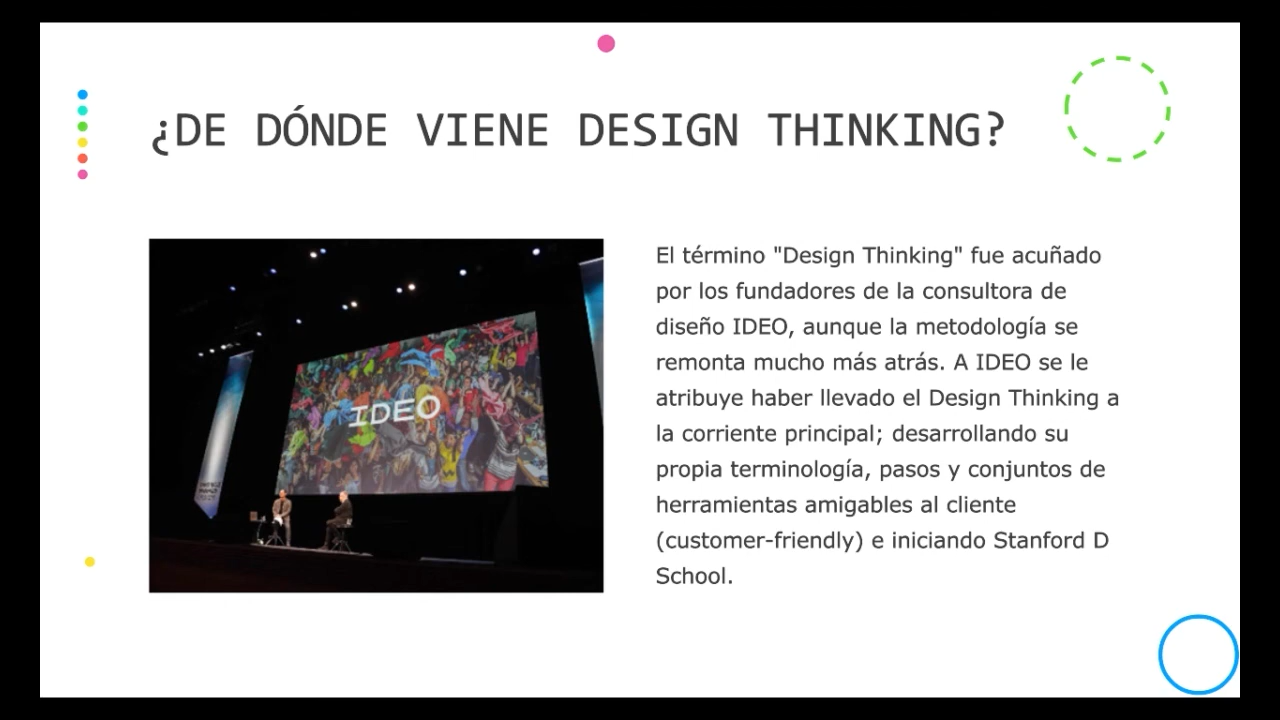 ¿DE DÓNDE VIENE DESIGN THINKING?
IDEO
El término "Design Thinking" fue acuñado
por los fundadores de la consultora de
diseño IDEO, aunque la metodología se
remonta mucho más atrás. A IDEO se le
atribuye haber llevado el Design Thinking a
la corriente principal; desarrollando su
propia terminología, pasos y conjuntos de
herramientas amigables al cliente
(customer-friendly) e iniciando Stanford D
School.